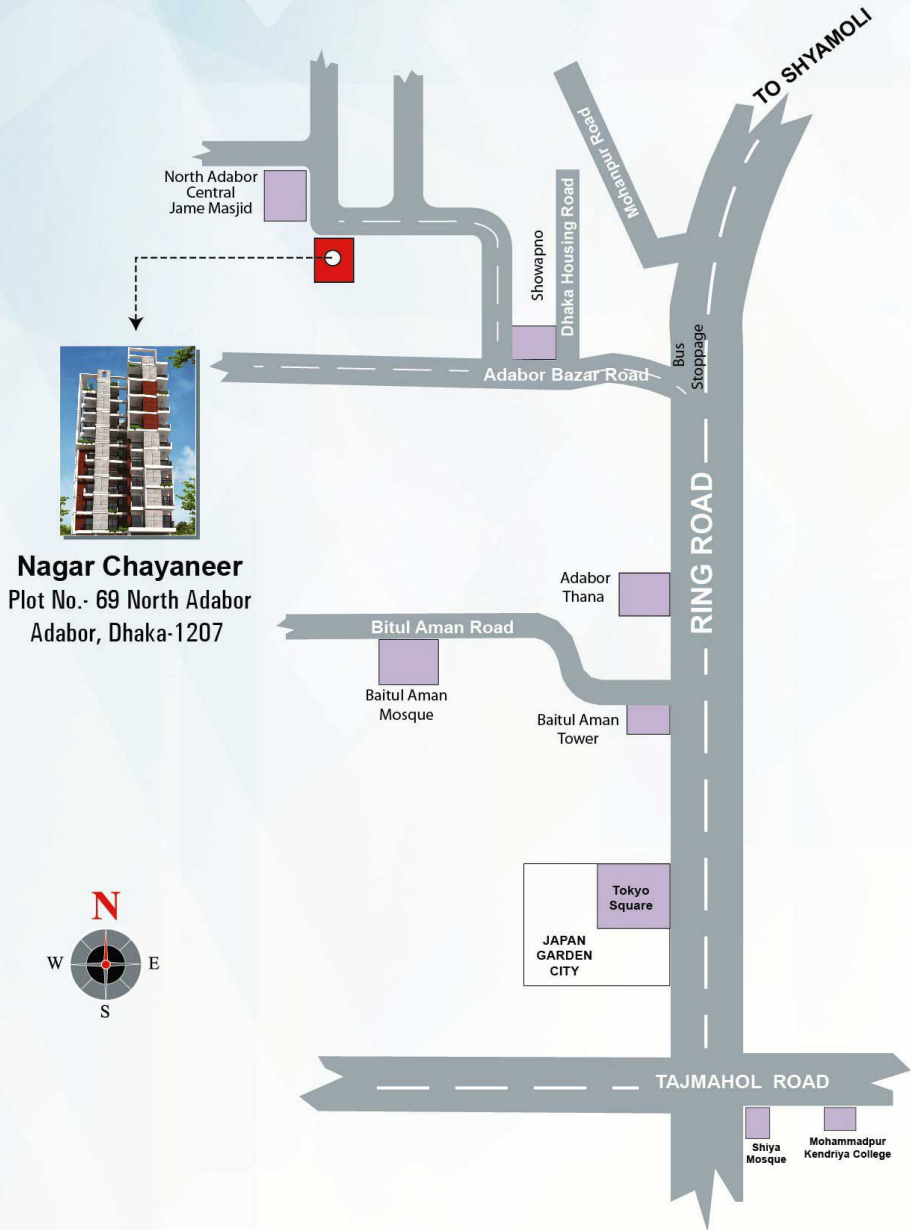 TO SHYAMOLI
Mohanpur Road
North Adabor
Central
Jame Masjid
Showapno
Dhaka Housing Road
Bus
Stoppage
Adabor Bazar Road
RING ROAD
Nagar Chayaneer
Plot No.- 69 North Adabor
Adabor, Dhaka-1207
Adabor
Thana
Bitul Aman Road
Baitul Aman
Mosque
Baitul Aman
Tower
Tokyo
Square
JAPAN
GARDEN
CITY
N
W
E
S
TAJMAHOL ROAD
Shiya
Mosque
Mohammadpur
Kendriya College